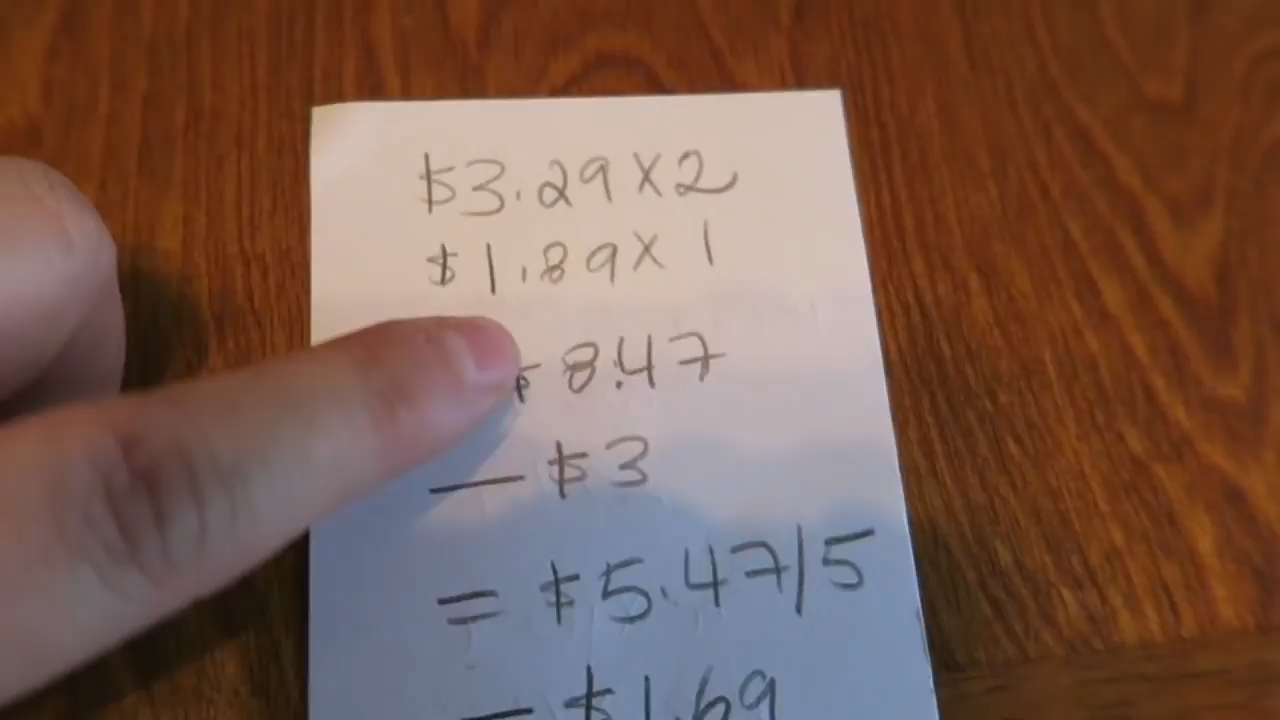 $3.29 x 2
$1.89 x 1
$8.47
— $3
= $5.47/5
— $1.69